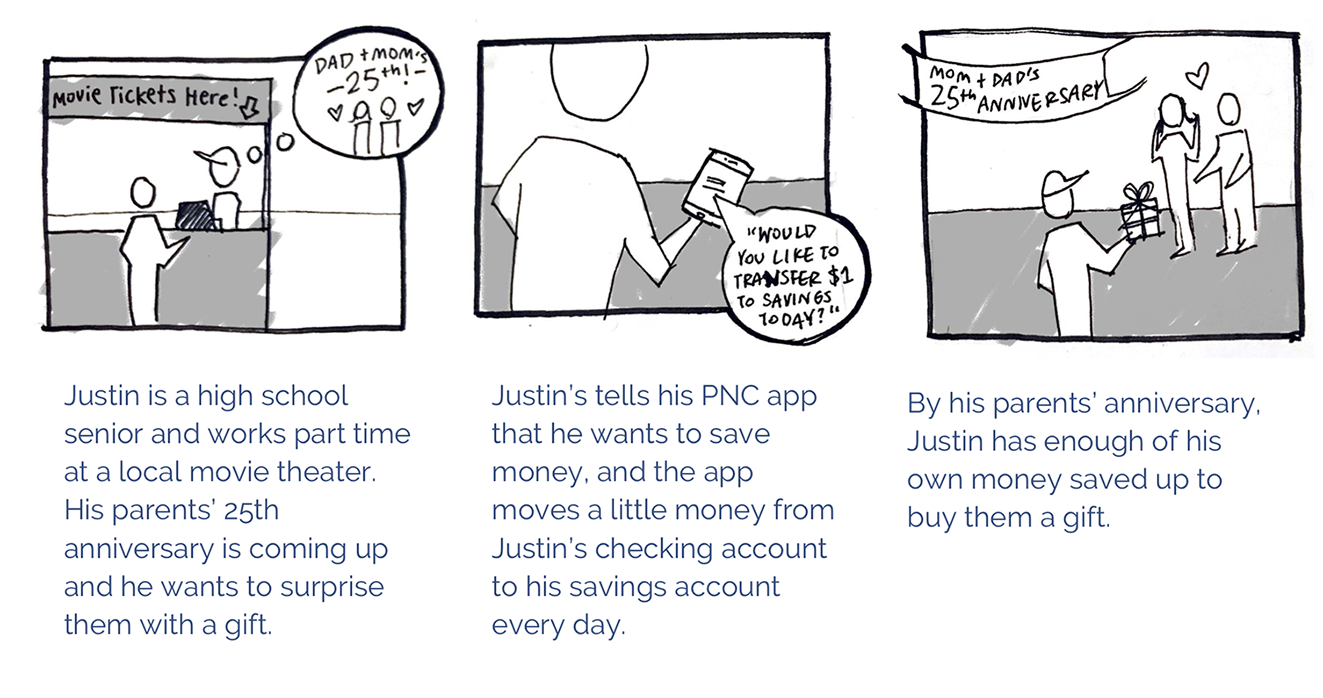 Movie Tickets Here!
DAD + MOM'S
-25th!-
"WOULD
YOU LIKE TO
TRANSFER $1
TO SAVINGS
TODAY?"
MOM + DAD'S
25th ANNIVERSARY
Justin is a high school
senior and works part time
at a local movie theater.
His parents' 25th
anniversary is coming up
and he wants to surprise
them with a gift.
Justin's tells his PNC app
that he wants to save
money, and the app
moves a little money from
Justin's checking account
to his savings account
every day.
By his parents' anniversary,
Justin has enough of his
own money saved up to
buy them a gift.